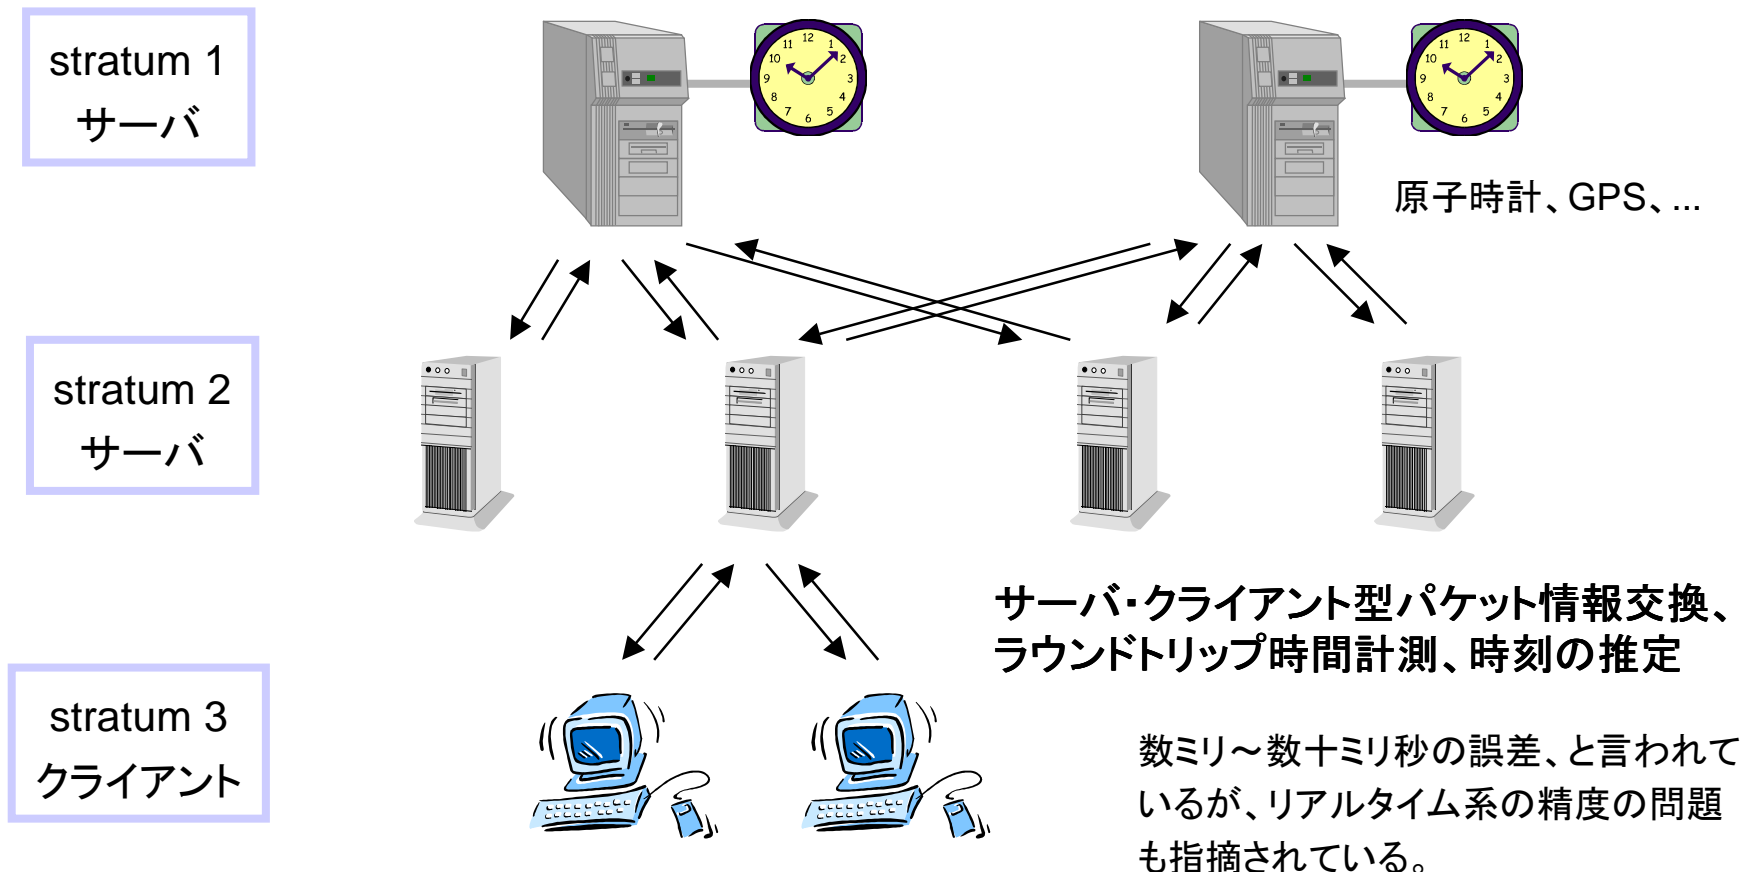 stratum 1
サーバ
原子時計、GPS、...
stratum 2
サーバ
サーバ・クライアント型パケット情報交換、
ラウンドトリップ時間計測、時刻の推定
stratum 3
クライアント
数ミリ～数十ミリ秒の誤差、と言われて
いるが、リアルタイム系の精度の問題
も指摘されている。